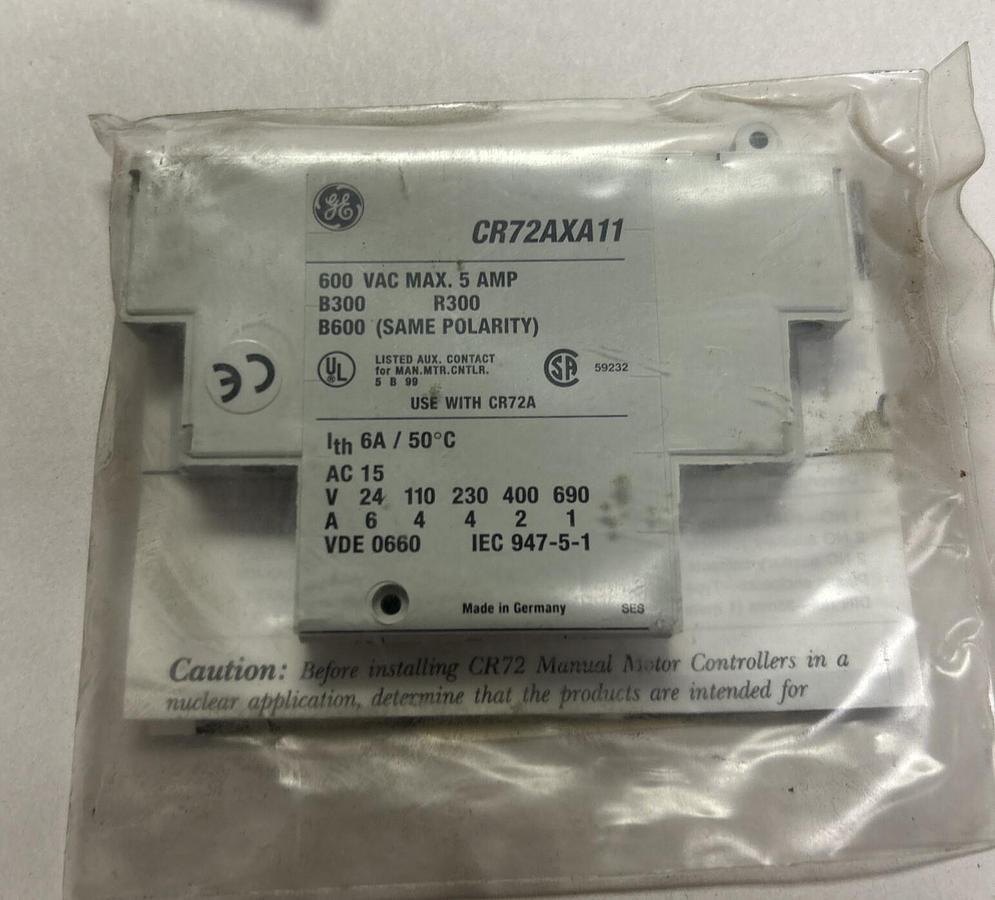 GE
CR72AXA11
600 VAC MAX. 5 AMP
B300 R300
B600 (SAME POLARITY)
CE
UL
LISTED AUX. CONTACT
for MAN.MTR.CNTLR.
5 B 99
SA 59232
USE WITH CR72A
Ith 6A / 50°C
AC 15
V 24 110 230 400 690
A 6 4 4 2 1
VDE 0660 IEC 947-5-1
Made in Germany SES
Caution: Before installing CR72 Manual Motor Controllers in a
nuclear application, determine that the products are intended for